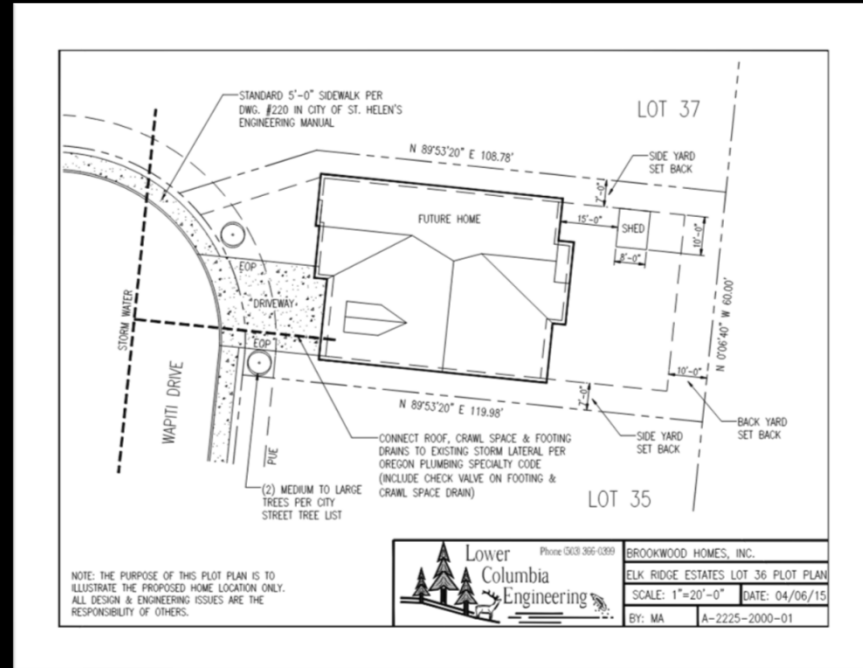 STANDARD 5'-0" SIDEWALK PER
DWG. #220 IN CITY OF ST. HELEN'S
ENGINEERING MANUAL
LOT 37
N 89'53'20" E 108.78'
SIDE YARD
SET BACK
7'-0"
FUTURE HOME
15'-0"
SHED
10'-0"
8'-0"
EOP
DRIVEWAY
EOP
STORM WATER
WAPITI DRIVE
PUE
N 0'06'40" W 60.00'
10'-0"
7'-0"
N 89'53'20" E 119.98'
BACK YARD
SET BACK
SIDE YARD
SET BACK
CONNECT ROOF, CRAWL SPACE & FOOTING
DRAINS TO EXISTING STORM LATERAL PER
OREGON PLUMBING SPECIALTY CODE
(INCLUDE CHECK VALVE ON FOOTING &
CRAWL SPACE DRAIN)
(2) MEDIUM TO LARGE
TREES PER CITY
STREET TREE LIST
LOT 35
NOTE: THE PURPOSE OF THIS PLOT PLAN IS TO
ILLUSTRATE THE PROPOSED HOME LOCATION ONLY.
ALL DESIGN & ENGINEERING ISSUES ARE THE
RESPONSIBILITY OF OTHERS.
Lower
Columbia
Engineering
Phone (503) 366-0399
BROOKWOOD HOMES, INC.
ELK RIDGE ESTATES LOT 36 PLOT PLAN
SCALE: 1"=20'-0"
DATE: 04/06/15
BY: MA
A-2225-2000-01